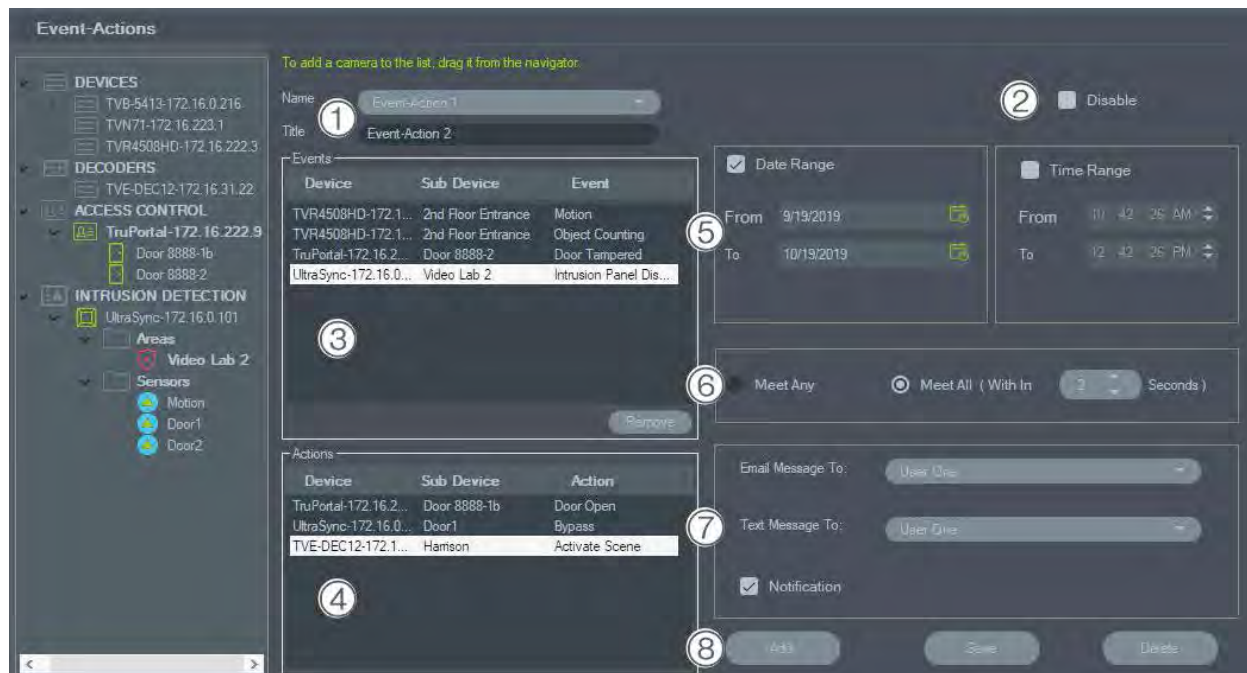 Event-Actions
DEVICES
TVB-5413-172.16.0.216
TVN71-172.16.223.1
TVR4508HD-172.16.222.3
DECODERS
TVE-DEC12-172.16.31.22
ACCESS CONTROL
TruPortal-172.16.222.9
Door 8888-1b
Door 8888-2
INTRUSION DETECTION
UltraSync-172.16.0.101
Areas
Video Lab 2
Sensors
Motion
Door1
Door2
To add a camera to the list, drag it from the navigator.
Name
Event-Action 1
1
Title
Event-Action 2
2
Disable
Events
Device Sub Device Event
TVR4508HD-172.1... 2nd Floor Entrance Motion
TVR4508HD-172.1... 2nd Floor Entrance Object Counting
TruPortal-172.16.2... Door 8888-2 Door Tampered
UltraSync-172.16.0... Video Lab 2 Intrusion Panel Dis...
3
Remove
Actions
Device Sub Device Action
TruPortal-172.16.2... Door 8888-1b Door Open
UltraSync-172.16.0... Door1 Bypass
TVE-DEC12-172.1... Harrison Activate Scene
4
5
Date Range
From 9/19/2019
To 10/19/2019
Time Range
From 10 42 26 AM
To 12 42 26 PM
6
Meet Any Meet All ( With In 2 Seconds )
7
Email Message To: User One
Text Message To: User One
Notification
8
Add Save Delete